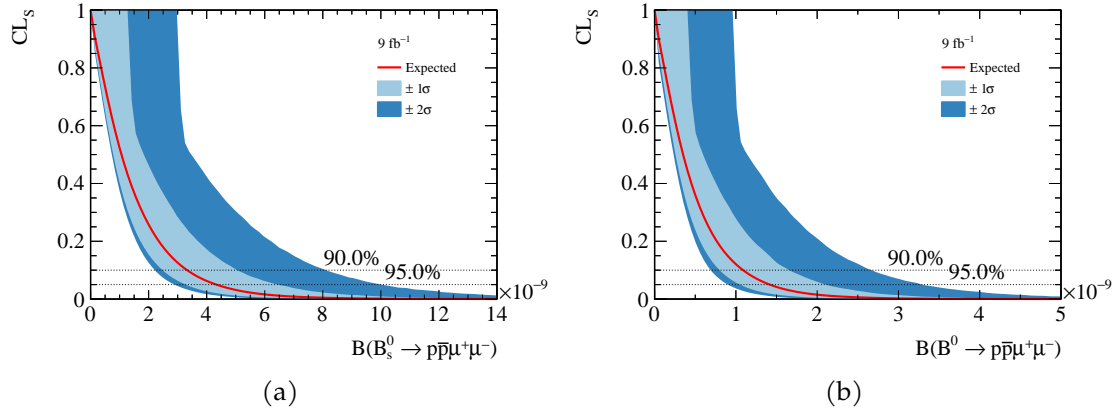 CLₛ
1
0.8
0.6
0.4
0.2
0
9 fb⁻¹
Expected
± 1σ
± 2σ
90.0%
95.0%
0 2 4 6 8 10 12 14
×10⁻⁹
B(B⁰ₛ → pp̅μ⁺μ⁻)
(a)
CLₛ
1
0.8
0.6
0.4
0.2
0
9 fb⁻¹
Expected
± 1σ
± 2σ
90.0%
95.0%
0 1 2 3 4 5
×10⁻⁹
B(B⁰ → pp̅μ⁺μ⁻)
(b)